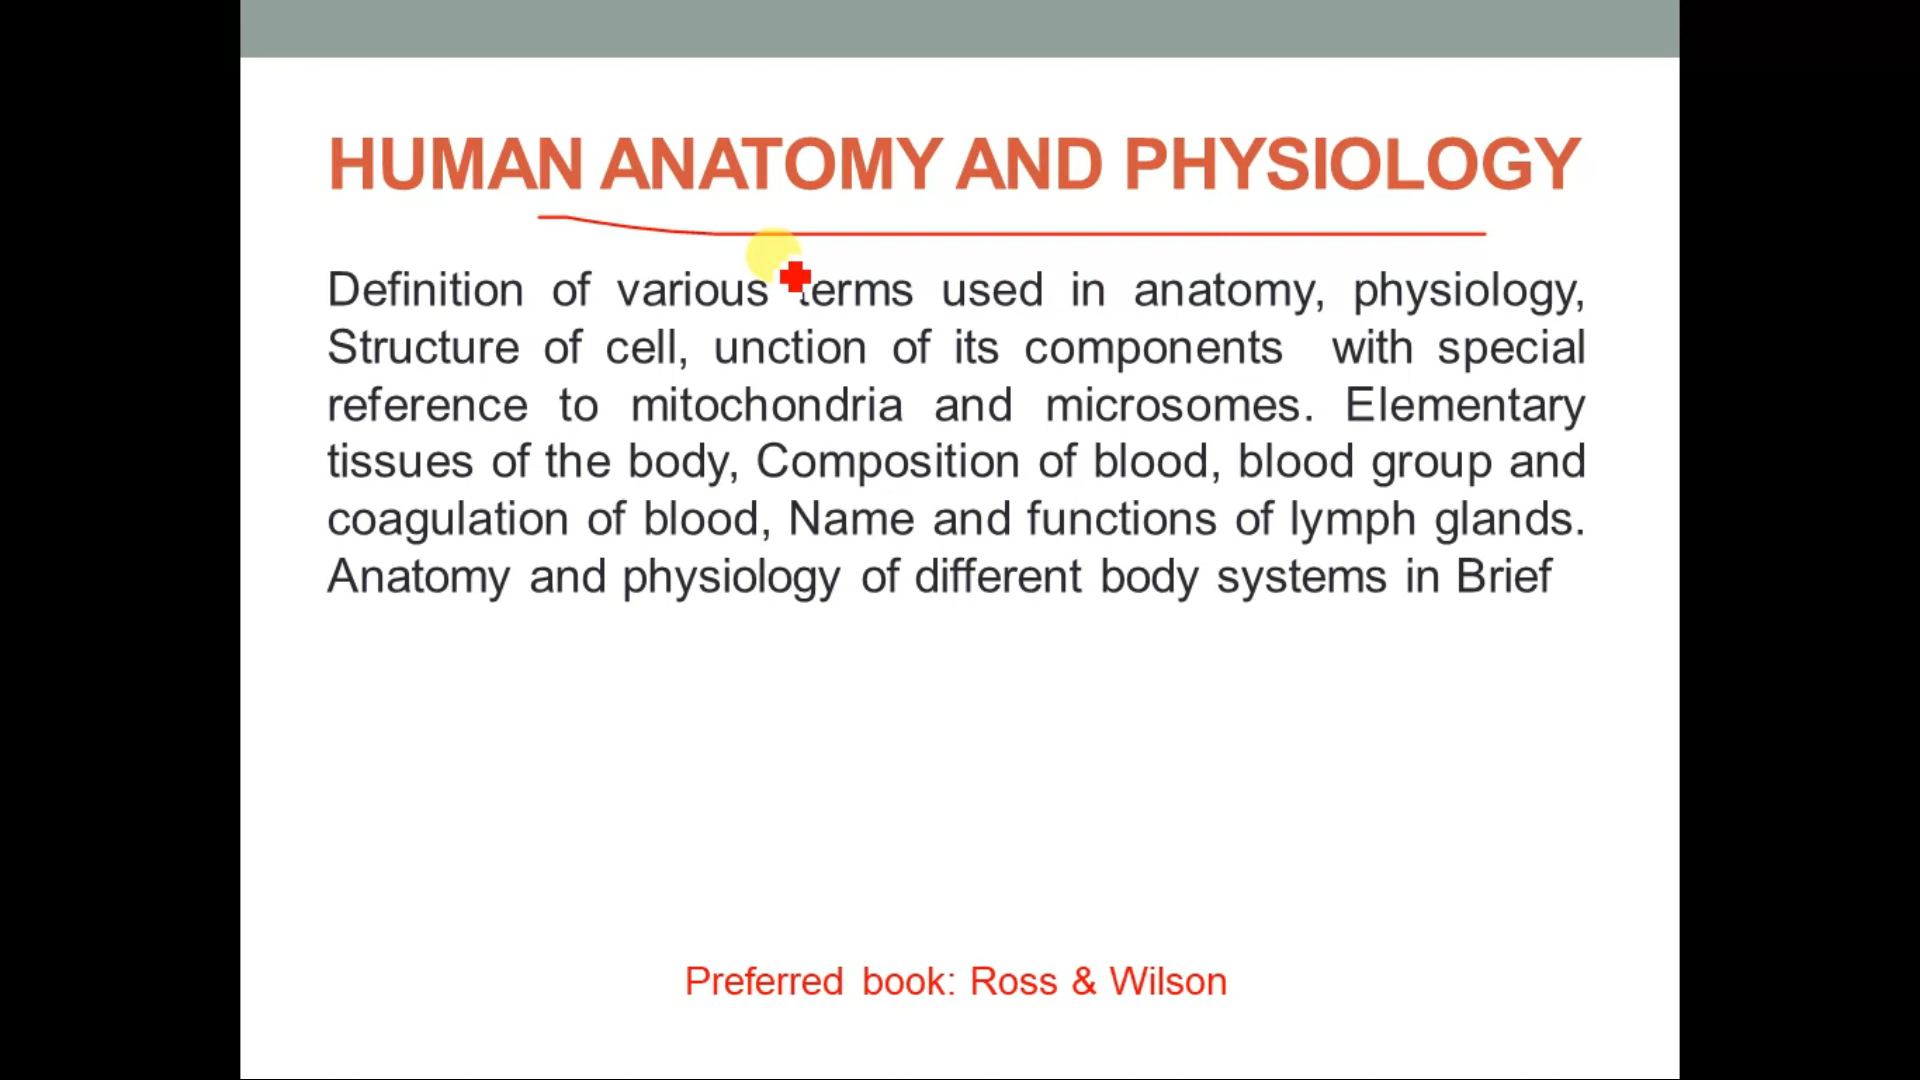 HUMAN ANATOMY AND PHYSIOLOGY
Definition of various terms used in anatomy, physiology,
Structure of cell, unction of its components with special
reference to mitochondria and microsomes. Elementary
tissues of the body, Composition of blood, blood group and
coagulation of blood, Name and functions of lymph glands.
Anatomy and physiology of different body systems in Brief
Preferred book: Ross & Wilson